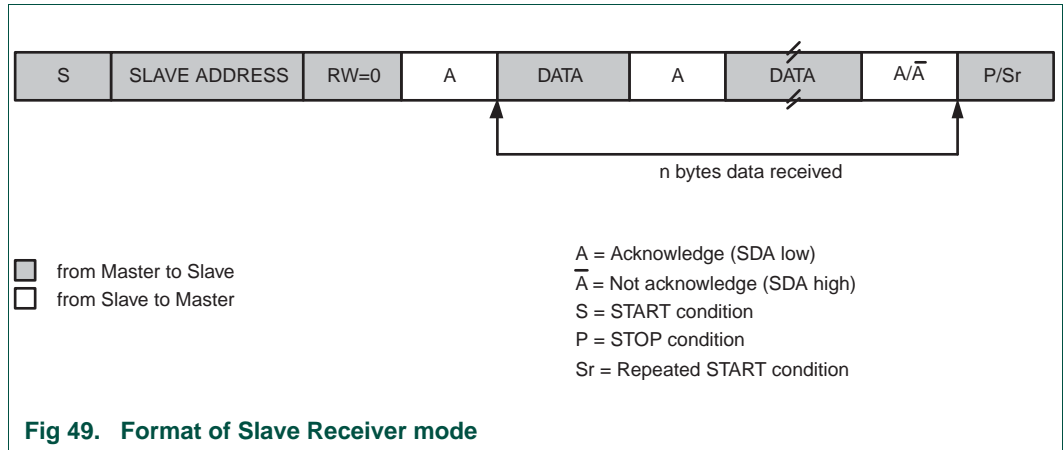 S SLAVE ADDRESS RW=0 A DATA A DATA A/A̅ P/Sr
n bytes data received
from Master to Slave
from Slave to Master
A = Acknowledge (SDA low)
A̅ = Not acknowledge (SDA high)
S = START condition
P = STOP condition
Sr = Repeated START condition
Fig 49. Format of Slave Receiver mode